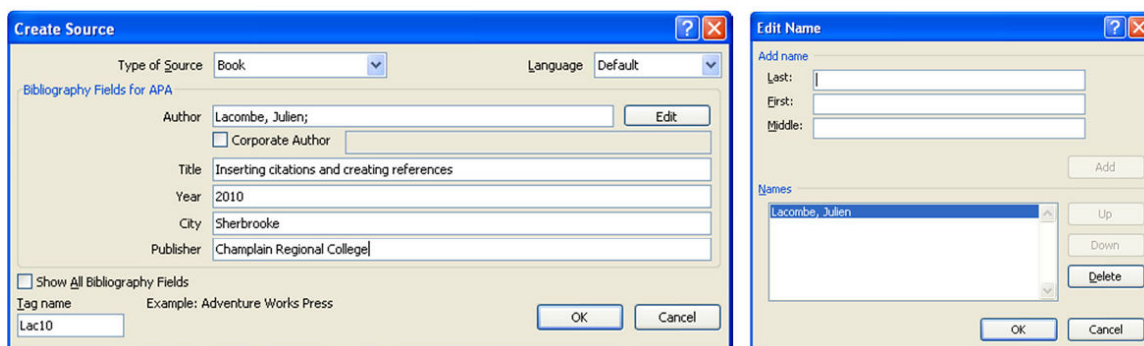 Create Source
Type of Source Book Language Default
Bibliography Fields for APA
Author Lacombe, Julien; Edit
Corporate Author
Title Inserting citations and creating references
Year 2010
City Sherbrooke
Publisher Champlain Regional College
Show All Bibliography Fields
Tag name Example: Adventure Works Press
Lac10
OK Cancel
Edit Name
Add name
Last:
First:
Middle:
Add
Names
Lacombe, Julien
Up
Down
Delete
OK Cancel